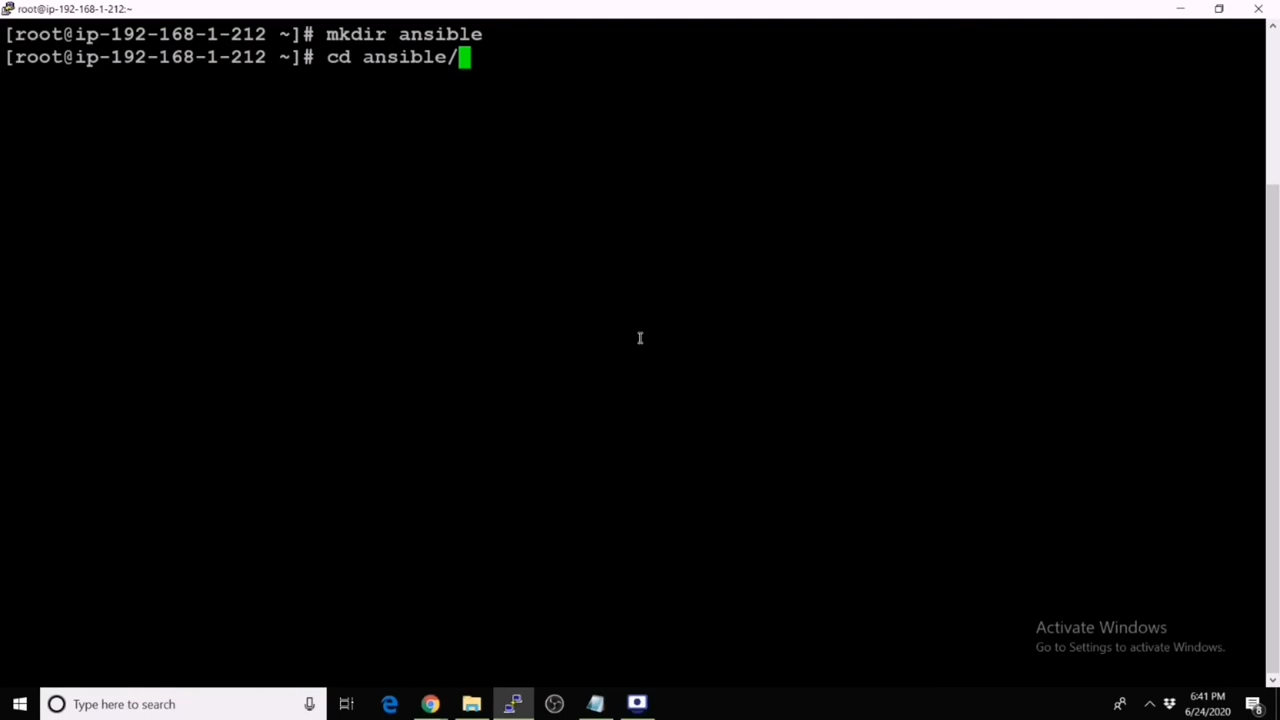 root@ip-192-168-1-212:~
[root@ip-192-168-1-212 ~]# mkdir ansible
[root@ip-192-168-1-212 ~]# cd ansible/
Activate Windows
Go to Settings to activate Windows.
Type here to search
6:41 PM
6/24/2020
8